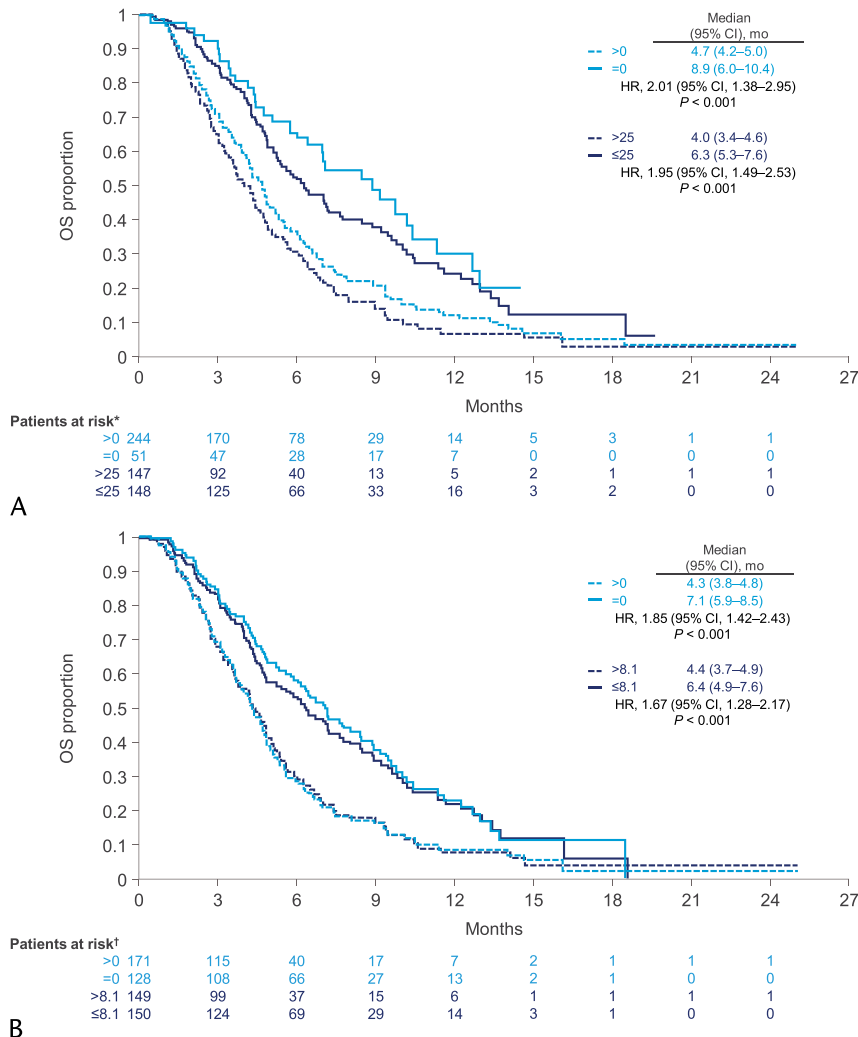 1
0.9
0.8
0.7
0.6
0.5
0.4
0.3
0.2
0.1
0
OS proportion
Median
(95% CI), mo
>0 4.7 (4.2–5.0)
=0 8.9 (6.0–10.4)
HR, 2.01 (95% CI, 1.38–2.95)
P < 0.001
>25 4.0 (3.4–4.6)
≤25 6.3 (5.3–7.6)
HR, 1.95 (95% CI, 1.49–2.53)
P < 0.001
0 3 6 9 12 15 18 21 24 27
Months
Patients at risk*
>0 244 170 78 29 14 5 3 1 1
=0 51 47 28 17 7 0 0 0 0
>25 147 92 40 13 5 2 1 1 1
≤25 148 125 66 33 16 3 2 0 0
A
1
0.9
0.8
0.7
0.6
0.5
0.4
0.3
0.2
0.1
0
OS proportion
Median
(95% CI), mo
>0 4.3 (3.8–4.8)
=0 7.1 (5.9–8.5)
HR, 1.85 (95% CI, 1.42–2.43)
P < 0.001
>8.1 4.4 (3.7–4.9)
≤8.1 6.4 (4.9–7.6)
HR, 1.67 (95% CI, 1.28–2.17)
P < 0.001
0 3 6 9 12 15 18 21 24 27
Months
Patients at risk†
>0 171 115 40 17 7 2 1 1 1
=0 128 108 66 27 13 2 1 0 0
>8.1 149 99 37 15 6 1 1 1 1
≤8.1 150 124 69 29 14 3 1 0 0
B